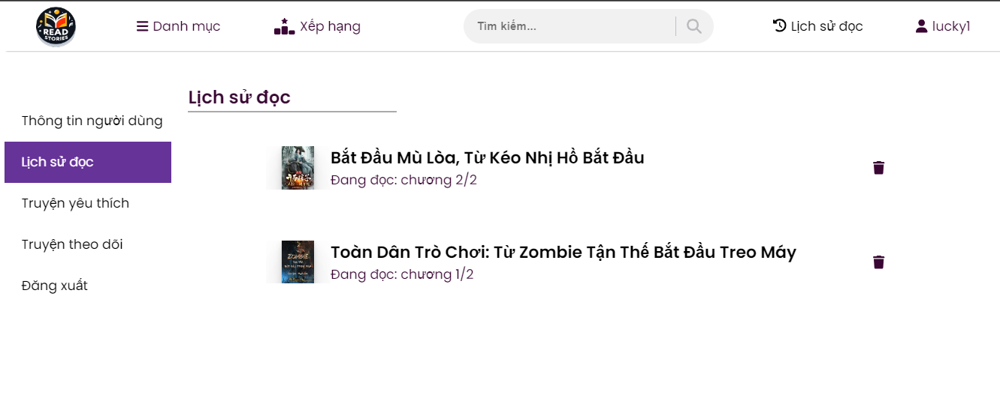 READ
STORIES
Danh mục
Xếp hạng
Tìm kiếm...
Lịch sử đọc
lucky1
Lịch sử đọc
Thông tin người dùng
Lịch sử đọc
Truyện yêu thích
Truyện theo dõi
Đăng xuất
Bắt Đầu Mù Lòa, Từ Kéo Nhị Hồ Bắt Đầu
Đang đọc: chương 2/2
ZOMBIE
Toàn Dân Trò Chơi: Từ Zombie Tận Thế Bắt Đầu Treo Máy
Đang đọc: chương 1/2